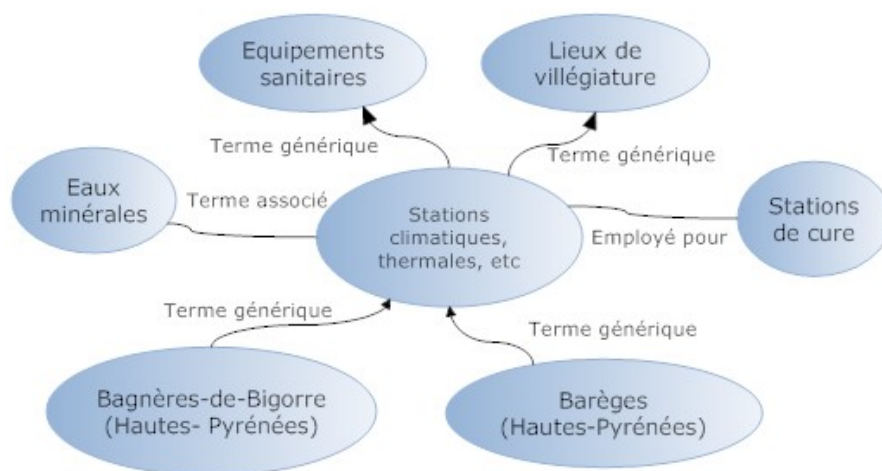 Equipements
sanitaires
Lieux de
villégiature
Terme générique
Terme générique
Eaux
minérales
Terme associé
Stations
climatiques,
thermales, etc
Employé pour
Stations
de cure
Terme générique
Terme générique
Bagnères-de-Bigorre
(Hautes- Pyrénées)
Barèges
(Hautes-Pyrénées)